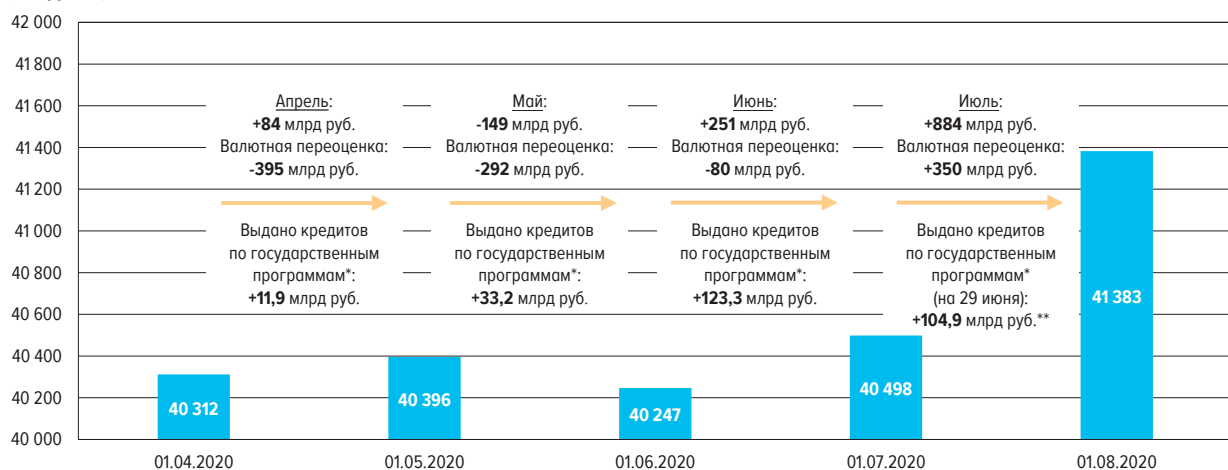 42 000
41 800
41 600
41 400
41 200
41 000
40 800
40 600
40 400
40 200
40 000
Апрель:
+84 млрд руб.
Валютная переоценка:
-395 млрд руб.
Выдано кредитов
по государственным
программам*:
+11,9 млрд руб.
Май:
-149 млрд руб.
Валютная переоценка:
-292 млрд руб.
Выдано кредитов
по государственным
программам*:
+33,2 млрд руб.
Июнь:
+251 млрд руб.
Валютная переоценка:
-80 млрд руб.
Выдано кредитов
по государственным
программам*:
+123,3 млрд руб.
Июль:
+884 млрд руб.
Валютная переоценка:
+350 млрд руб.
Выдано кредитов
по государственным
программам*
(на 29 июня):
+104,9 млрд руб.**
40 312
40 396
40 247
40 498
41 383
01.04.2020
01.05.2020
01.06.2020
01.07.2020
01.08.2020